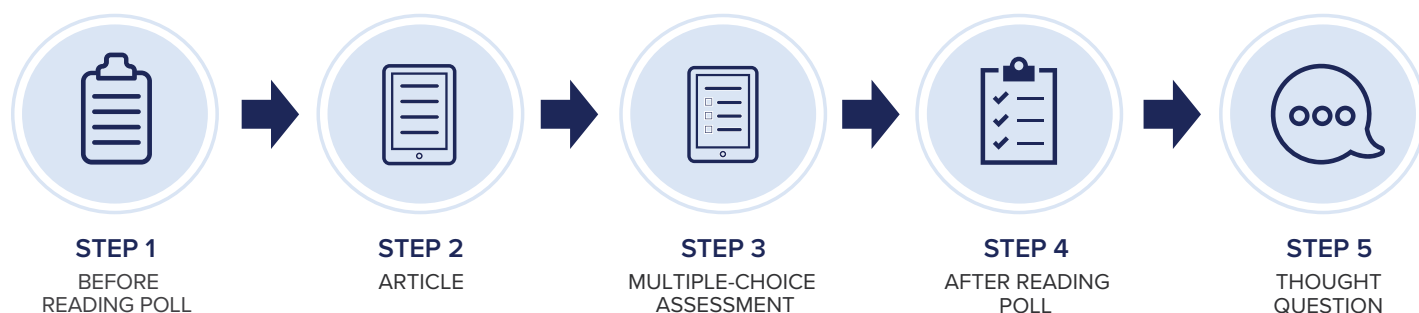 STEP 1
BEFORE
READING POLL
STEP 2
ARTICLE
STEP 3
MULTIPLE-CHOICE
ASSESSMENT
STEP 4
AFTER READING
POLL
STEP 5
THOUGHT
QUESTION